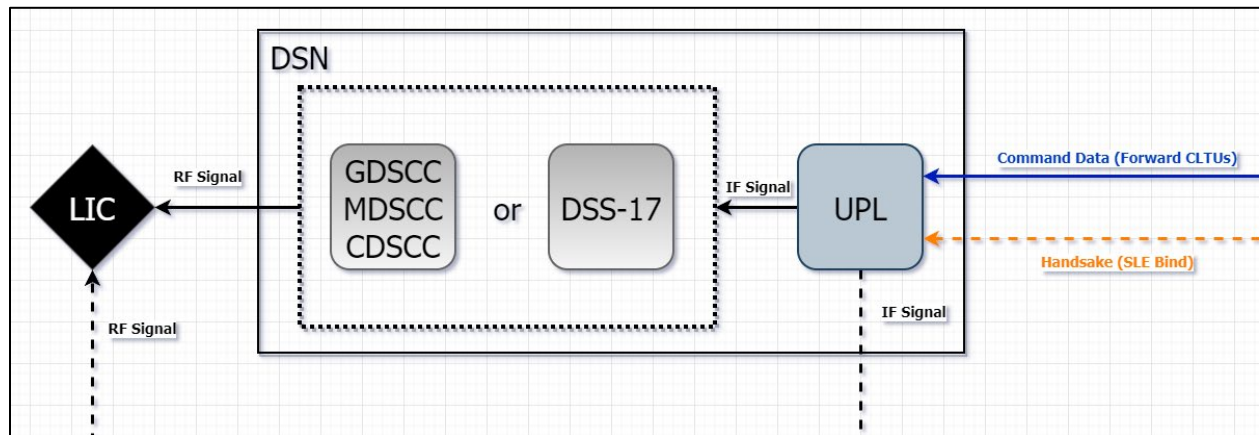 DSN
GDSCC
MDSCC
CDSCC
or
DSS-17
UPL
LIC
RF Signal
IF Signal
Command Data (Forward CLTUs)
Handsake (SLE Bind)
IF Signal
RF Signal